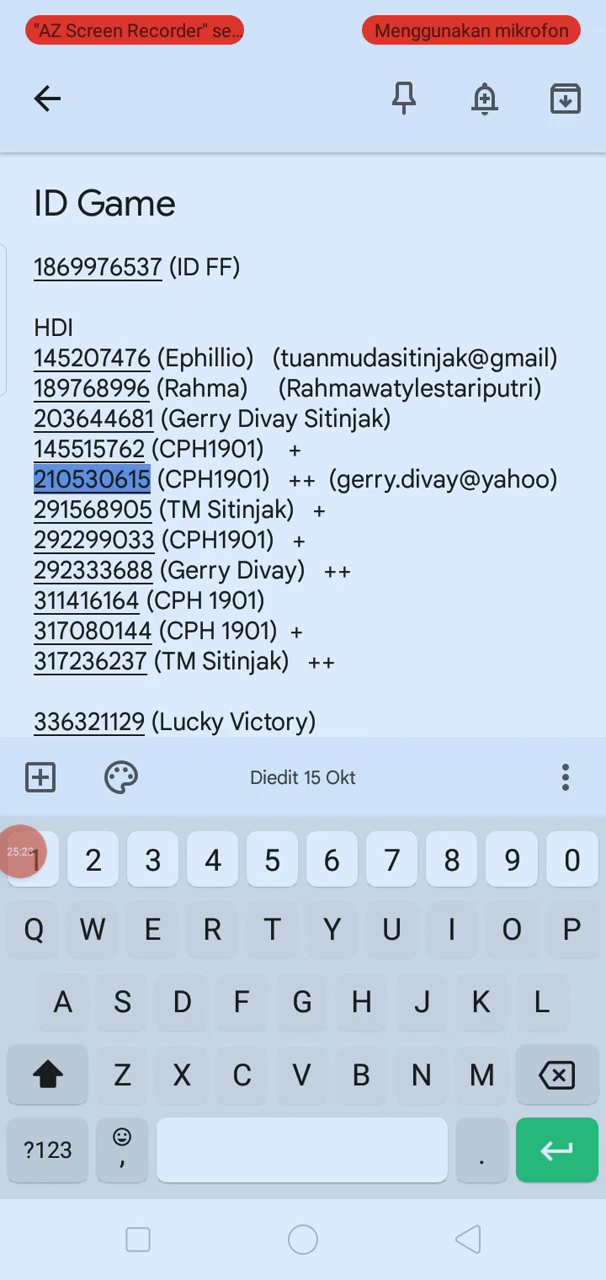 "AZ Screen Recorder" se...
Menggunakan mikrofon
ID Game
1869976537 (ID FF)
HDI
145207476 (Ephillio) (tuanmudasitinjak@gmail)
189768996 (Rahma) (Rahmawatylestariputri)
203644681 (Gerry Divay Sitinjak)
145515762 (CPH1901) +
210530615 (CPH1901) ++ (gerry.divay@yahoo)
291568905 (TM Sitinjak) +
292299033 (CPH1901) +
292333688 (Gerry Divay) ++
311416164 (CPH 1901)
317080144 (CPH 1901) +
317236237 (TM Sitinjak) ++
336321129 (Lucky Victory)
Diedit 15 Okt
25:23
1 2 3 4 5 6 7 8 9 0
Q W E R T Y U I O P
A S D F G H J K L
Z X C V B N M
?123 , .